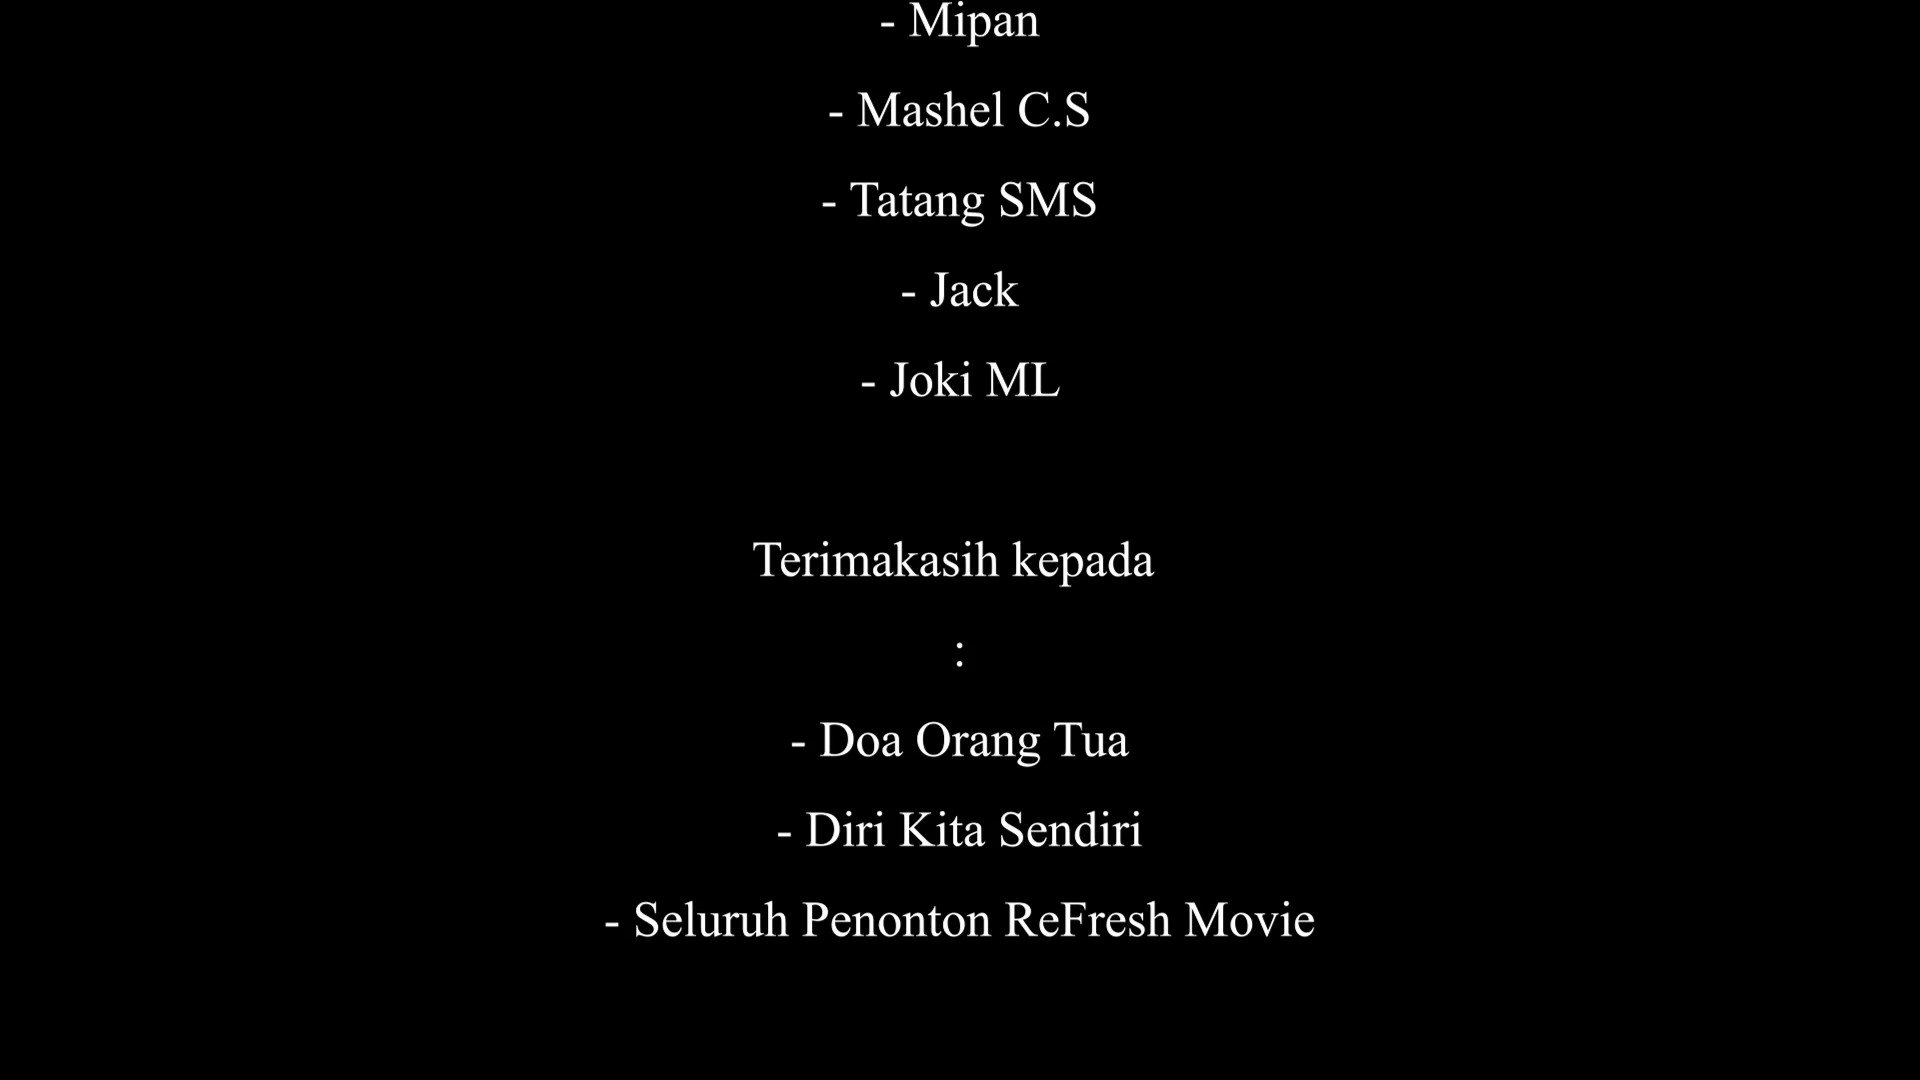 - Mipan
- Mashel C.S
- Tatang SMS
- Jack
- Joki ML
Terimakasih kepada
:
- Doa Orang Tua
- Diri Kita Sendiri
- Seluruh Penonton ReFresh Movie